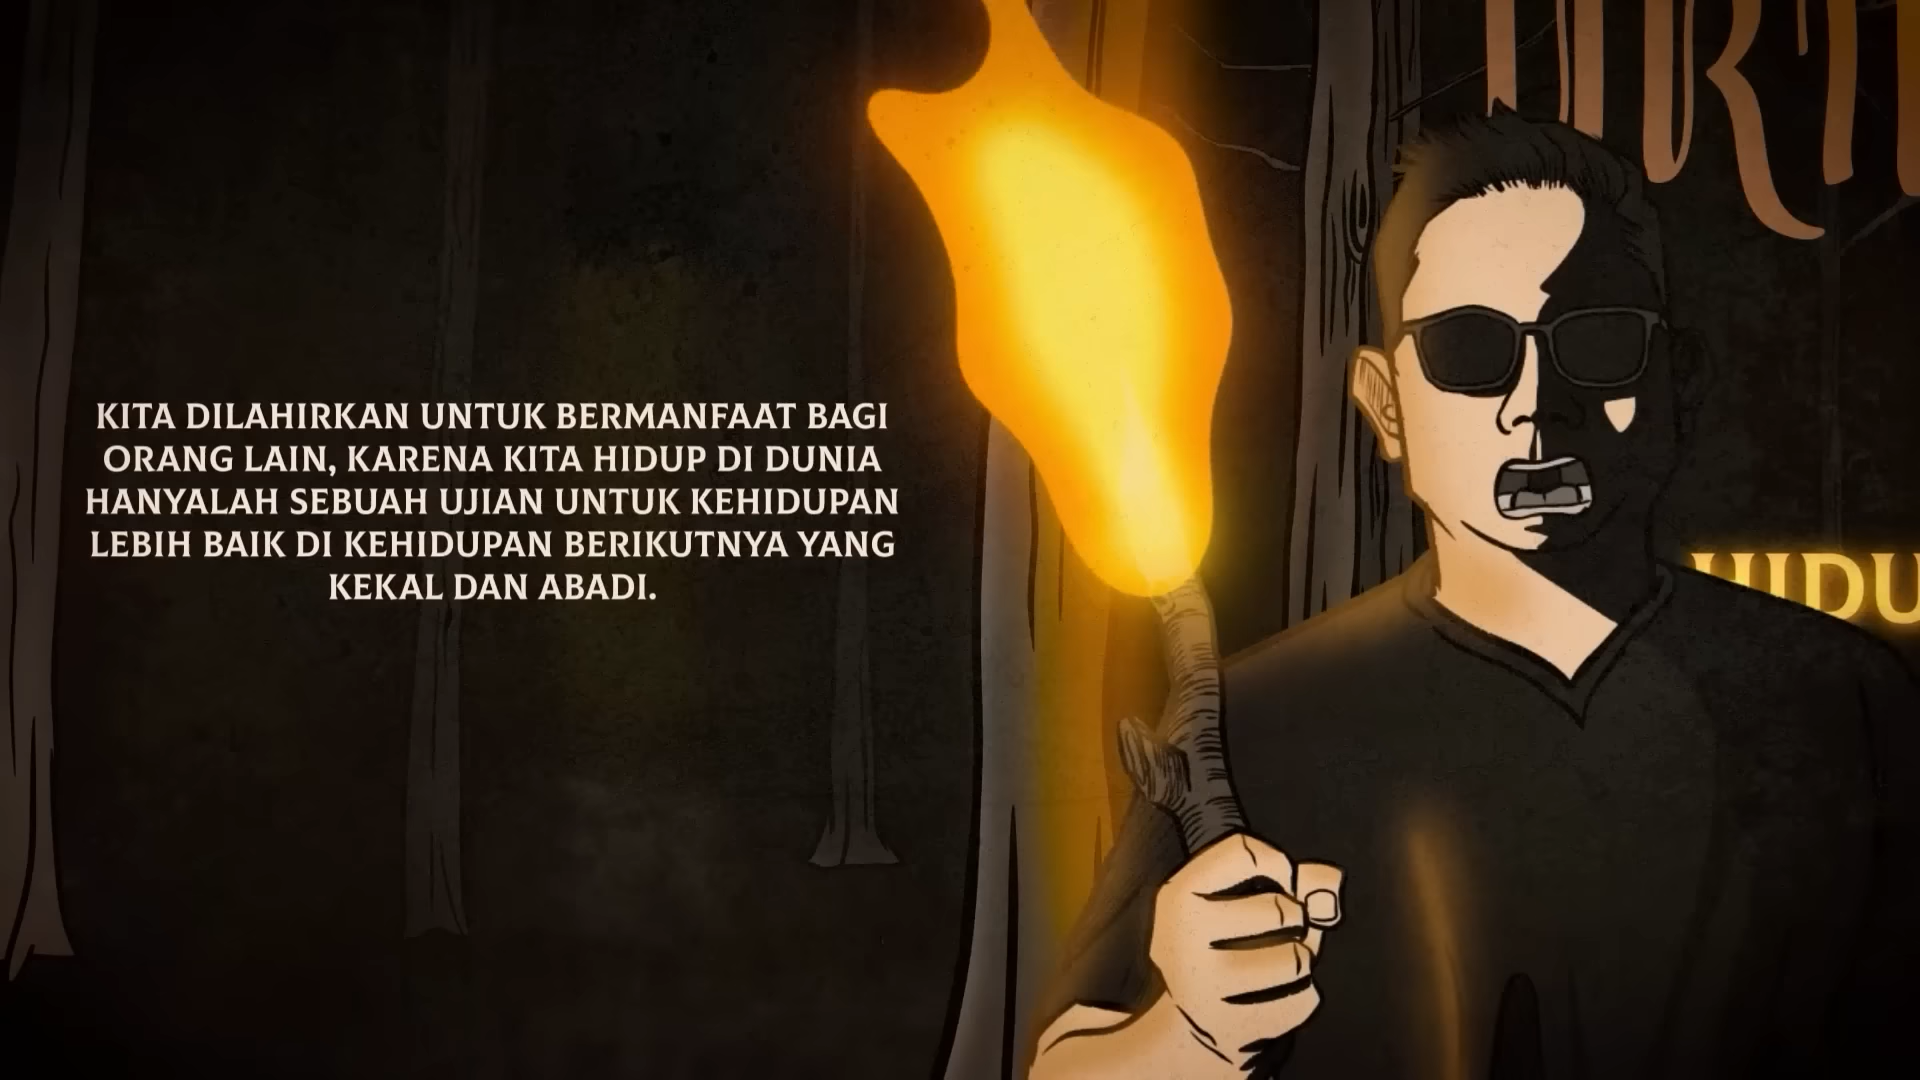 KITA DILAHIRKAN UNTUK BERMANFAAT BAGI
ORANG LAIN, KARENA KITA HIDUP DI DUNIA
HANYALAH SEBUAH UJIAN UNTUK KEHIDUPAN
LEBIH BAIK DI KEHIDUPAN BERIKUTNYA YANG
KEKAL DAN ABADI.